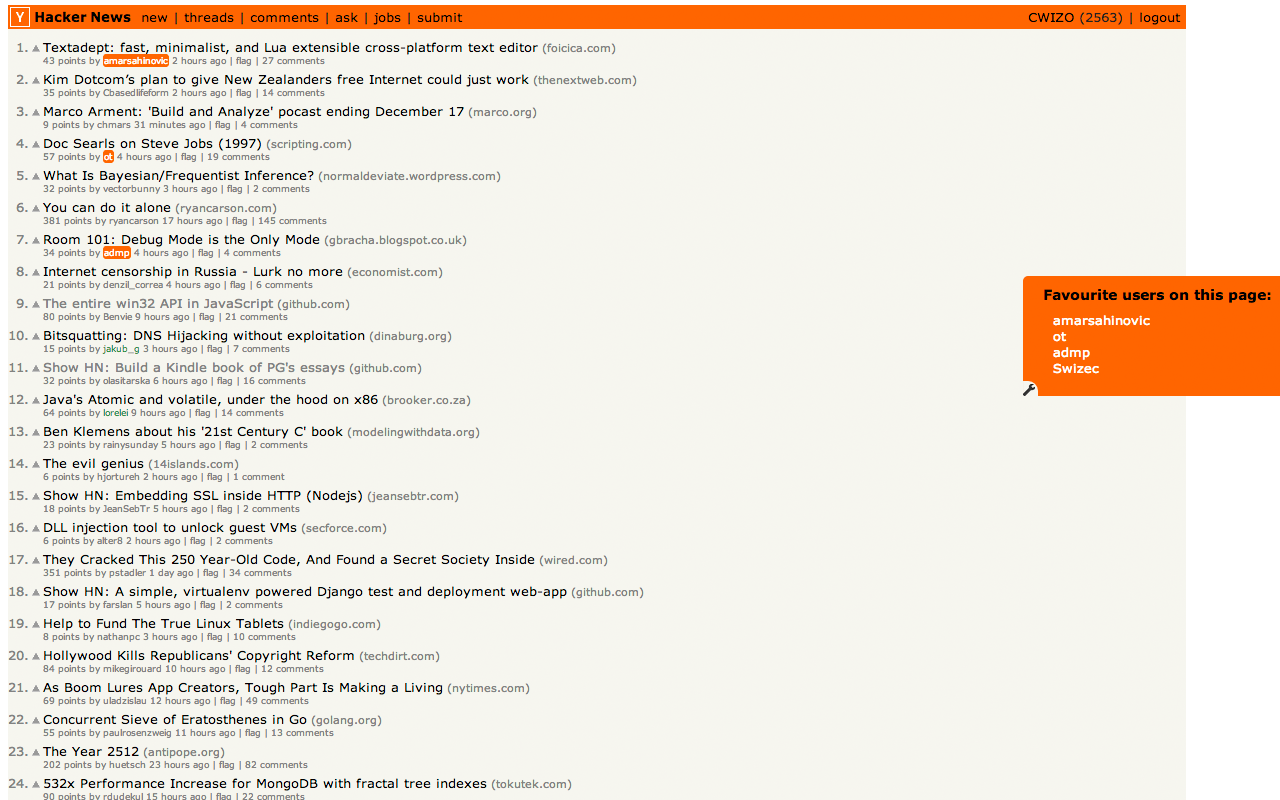 Y Hacker News new | threads | comments | ask | jobs | submit CWIZO (2563) | logout
1. Textadept: fast, minimalist, and Lua extensible cross-platform text editor (foicica.com)
43 points by amarsahinovic 2 hours ago | flag | 27 comments
2. Kim Dotcom's plan to give New Zealanders free Internet could just work (thenextweb.com)
35 points by Cbasedlifeform 2 hours ago | flag | 14 comments
3. Marco Arment: 'Build and Analyze' pocast ending December 17 (marco.org)
9 points by chmars 31 minutes ago | flag | 4 comments
4. Doc Searls on Steve Jobs (1997) (scripting.com)
57 points by ot 4 hours ago | flag | 19 comments
5. What Is Bayesian/Frequentist Inference? (normaldeviate.wordpress.com)
32 points by vectorbunny 3 hours ago | flag | 2 comments
6. You can do it alone (ryancarson.com)
381 points by ryancarson 17 hours ago | flag | 145 comments
7. Room 101: Debug Mode is the Only Mode (gbracha.blogspot.co.uk)
34 points by admp 4 hours ago | flag | 4 comments
8. Internet censorship in Russia - Lurk no more (economist.com)
21 points by denzil_correa 4 hours ago | flag | 6 comments
9. The entire win32 API in JavaScript (github.com)
80 points by Benvie 9 hours ago | flag | 21 comments
10. Bitsquatting: DNS Hijacking without exploitation (dinaburg.org)
15 points by jakub_g 3 hours ago | flag | 7 comments
11. Show HN: Build a Kindle book of PG's essays (github.com)
32 points by olasitarska 6 hours ago | flag | 16 comments
12. Java's Atomic and volatile, under the hood on x86 (brooker.co.za)
64 points by lorelei 9 hours ago | flag | 14 comments
13. Ben Klemens about his '21st Century C' book (modelingwithdata.org)
23 points by rainysunday 5 hours ago | flag | 2 comments
14. The evil genius (14islands.com)
6 points by hjortureh 2 hours ago | flag | 1 comment
15. Show HN: Embedding SSL inside HTTP (Nodejs) (jeansebtr.com)
18 points by JeanSebTr 5 hours ago | flag | 2 comments
16. DLL injection tool to unlock guest VMs (secforce.com)
6 points by alter8 2 hours ago | flag | 2 comments
17. They Cracked This 250 Year-Old Code, And Found a Secret Society Inside (wired.com)
351 points by pstadler 1 day ago | flag | 34 comments
18. Show HN: A simple, virtualenv powered Django test and deployment web-app (github.com)
17 points by farslan 5 hours ago | flag | 2 comments
19. Help to Fund The True Linux Tablets (indiegogo.com)
8 points by nathanpc 3 hours ago | flag | 10 comments
20. Hollywood Kills Republicans' Copyright Reform (techdirt.com)
84 points by mikegirouard 10 hours ago | flag | 12 comments
21. As Boom Lures App Creators, Tough Part Is Making a Living (nytimes.com)
69 points by uladzislau 12 hours ago | flag | 49 comments
22. Concurrent Sieve of Eratosthenes in Go (golang.org)
55 points by paulrosenzweig 11 hours ago | flag | 13 comments
23. The Year 2512 (antipope.org)
202 points by huetsch 23 hours ago | flag | 82 comments
24. 532x Performance Increase for MongoDB with fractal tree indexes (tokutek.com)
90 points by rdudekul 15 hours ago | flag | 22 comments
Favourite users on this page:
amarsahinovic
ot
admp
Swizec